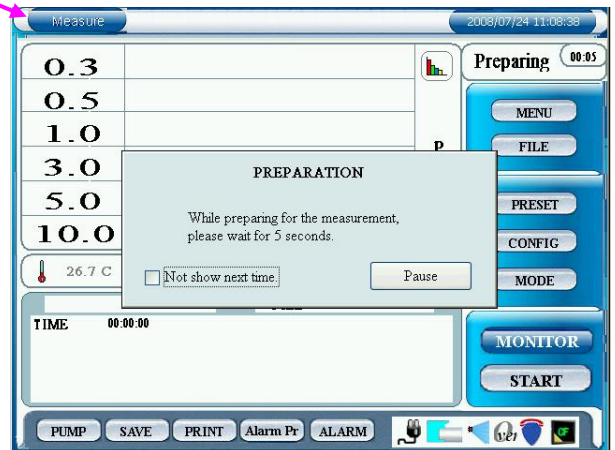 Measure
2008/07/24 11:08:38
0.3
0.5
1.0
3.0
5.0
10.0
Preparing 00:05
MENU
FILE
PRESET
CONFIG
MODE
PREPARATION
While preparing for the measurement,
please wait for 5 seconds.
Not show next time.
Pause
26.7 C
TIME 00:00:00
MONITOR
START
PUMP SAVE PRINT Alarm Pr ALARM
CF